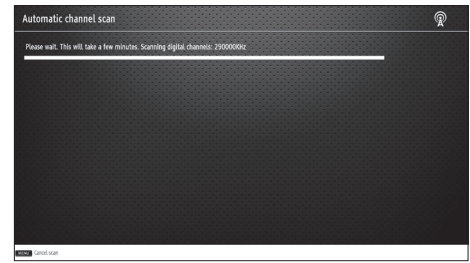 Automatic channel scan
Please wait. This will take a few minutes. Scanning digital channels: 290000KHz
MENU Cancel scan